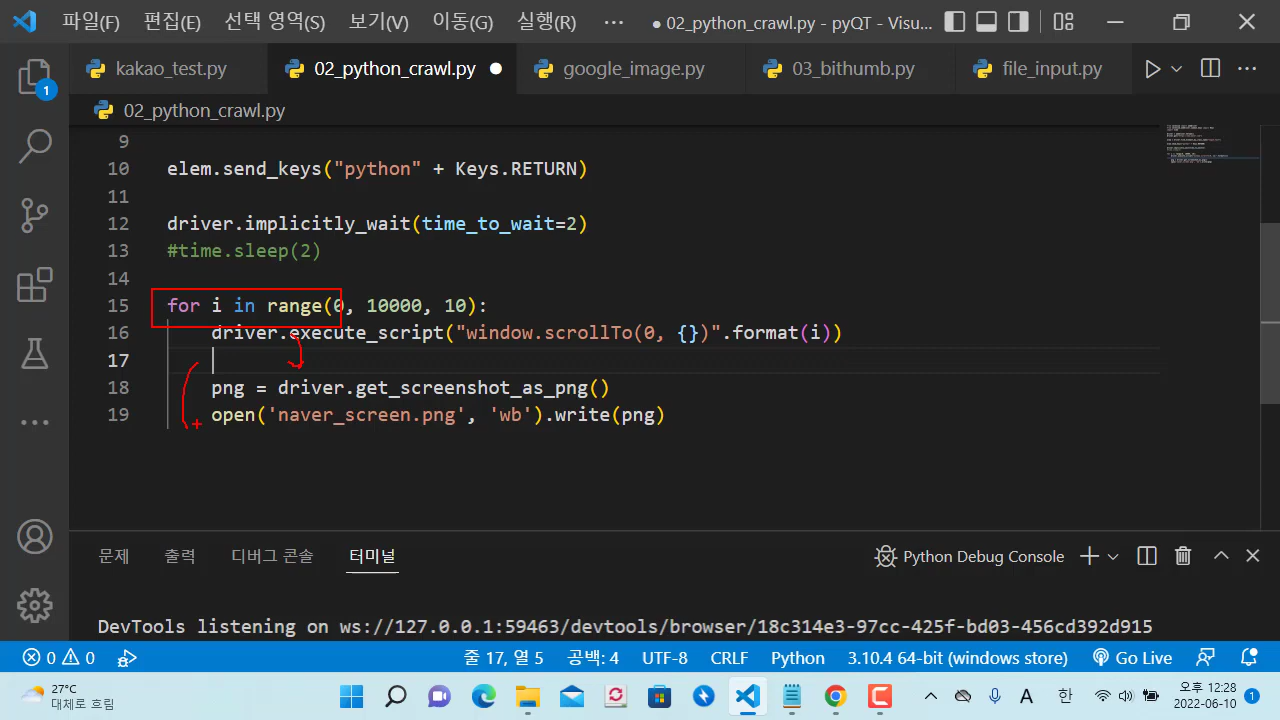 파일(F) 편집(E) 선택 영역(S) 보기(V) 이동(G) 실행(R) ··· ● 02_python_crawl.py - pyQT - Visu...
kakao_test.py 02_python_crawl.py ● google_image.py 03_bithumb.py file_input.py
1
02_python_crawl.py
9
10 elem.send_keys("python" + Keys.RETURN)
11
12 driver.implicitly_wait(time_to_wait=2)
13 #time.sleep(2)
14
15 for i in range(0, 10000, 10):
16 driver.execute_script("window.scrollTo(0, {})".format(i))
17
18 png = driver.get_screenshot_as_png()
19 open('naver_screen.png', 'wb').write(png)
문제 출력 디버그 콘솔 터미널 Python Debug Console
DevTools listening on ws://127.0.0.1:59463/devtools/browser/18c314e3-97cc-425f-bd03-456cd392d915
0 0 줄 17, 열 5 공백: 4 UTF-8 CRLF Python 3.10.4 64-bit (windows store) Go Live
27°C 오후 12:28
대체로 흐림 A 한 2022-06-10 1